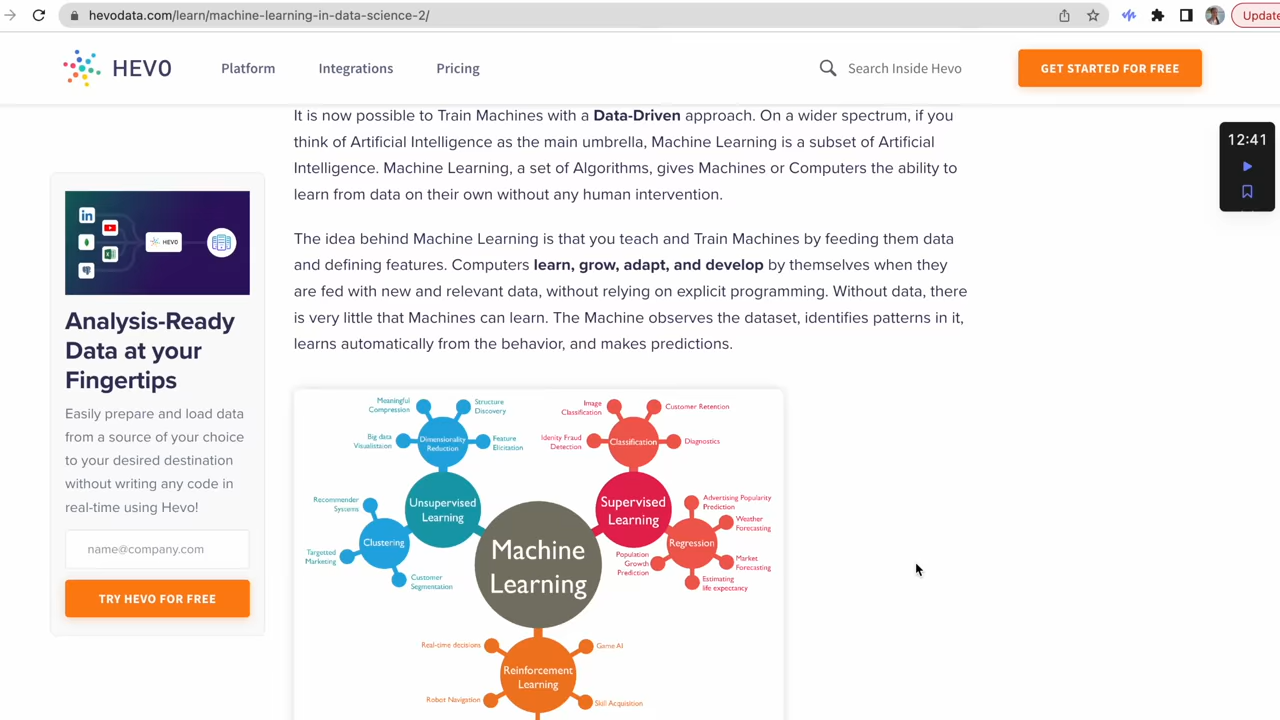 hevodata.com/learn/machine-learning-in-data-science-2/
Update
HEVO
Platform
Integrations
Pricing
Search Inside Hevo
GET STARTED FOR FREE
It is now possible to Train Machines with a Data-Driven approach. On a wider spectrum, if you
think of Artificial Intelligence as the main umbrella, Machine Learning is a subset of Artificial
Intelligence. Machine Learning, a set of Algorithms, gives Machines or Computers the ability to
learn from data on their own without any human intervention.
12:41
The idea behind Machine Learning is that you teach and Train Machines by feeding them data
and defining features. Computers learn, grow, adapt, and develop by themselves when they
are fed with new and relevant data, without relying on explicit programming. Without data, there
is very little that Machines can learn. The Machine observes the dataset, identifies patterns in it,
learns automatically from the behavior, and makes predictions.
in
HEVO
Analysis-Ready
Data at your
Fingertips
Easily prepare and load data
from a source of your choice
to your desired destination
without writing any code in
real-time using Hevo!
name@company.com
TRY HEVO FOR FREE
Meaningful
Compression
Structure
Discovery
Big data
Visualistation
Dimensionality
Reduction
Feature
Elicitation
Unsupervised
Learning
Recommender
Systems
Clustering
Targetted
Marketing
Customer
Segmentation
Machine
Learning
Image
Classification
Customer Retention
Idenity Fraud
Detection
Classification
Diagnostics
Supervised
Learning
Advertising Popularity
Prediction
Weather
Forecasting
Regression
Population
Growth
Prediction
Market
Forecasting
Estimating
life expectancy
Real-time decisions
Game AI
Reinforcement
Learning
Robot Navigation
Skill Acquisition